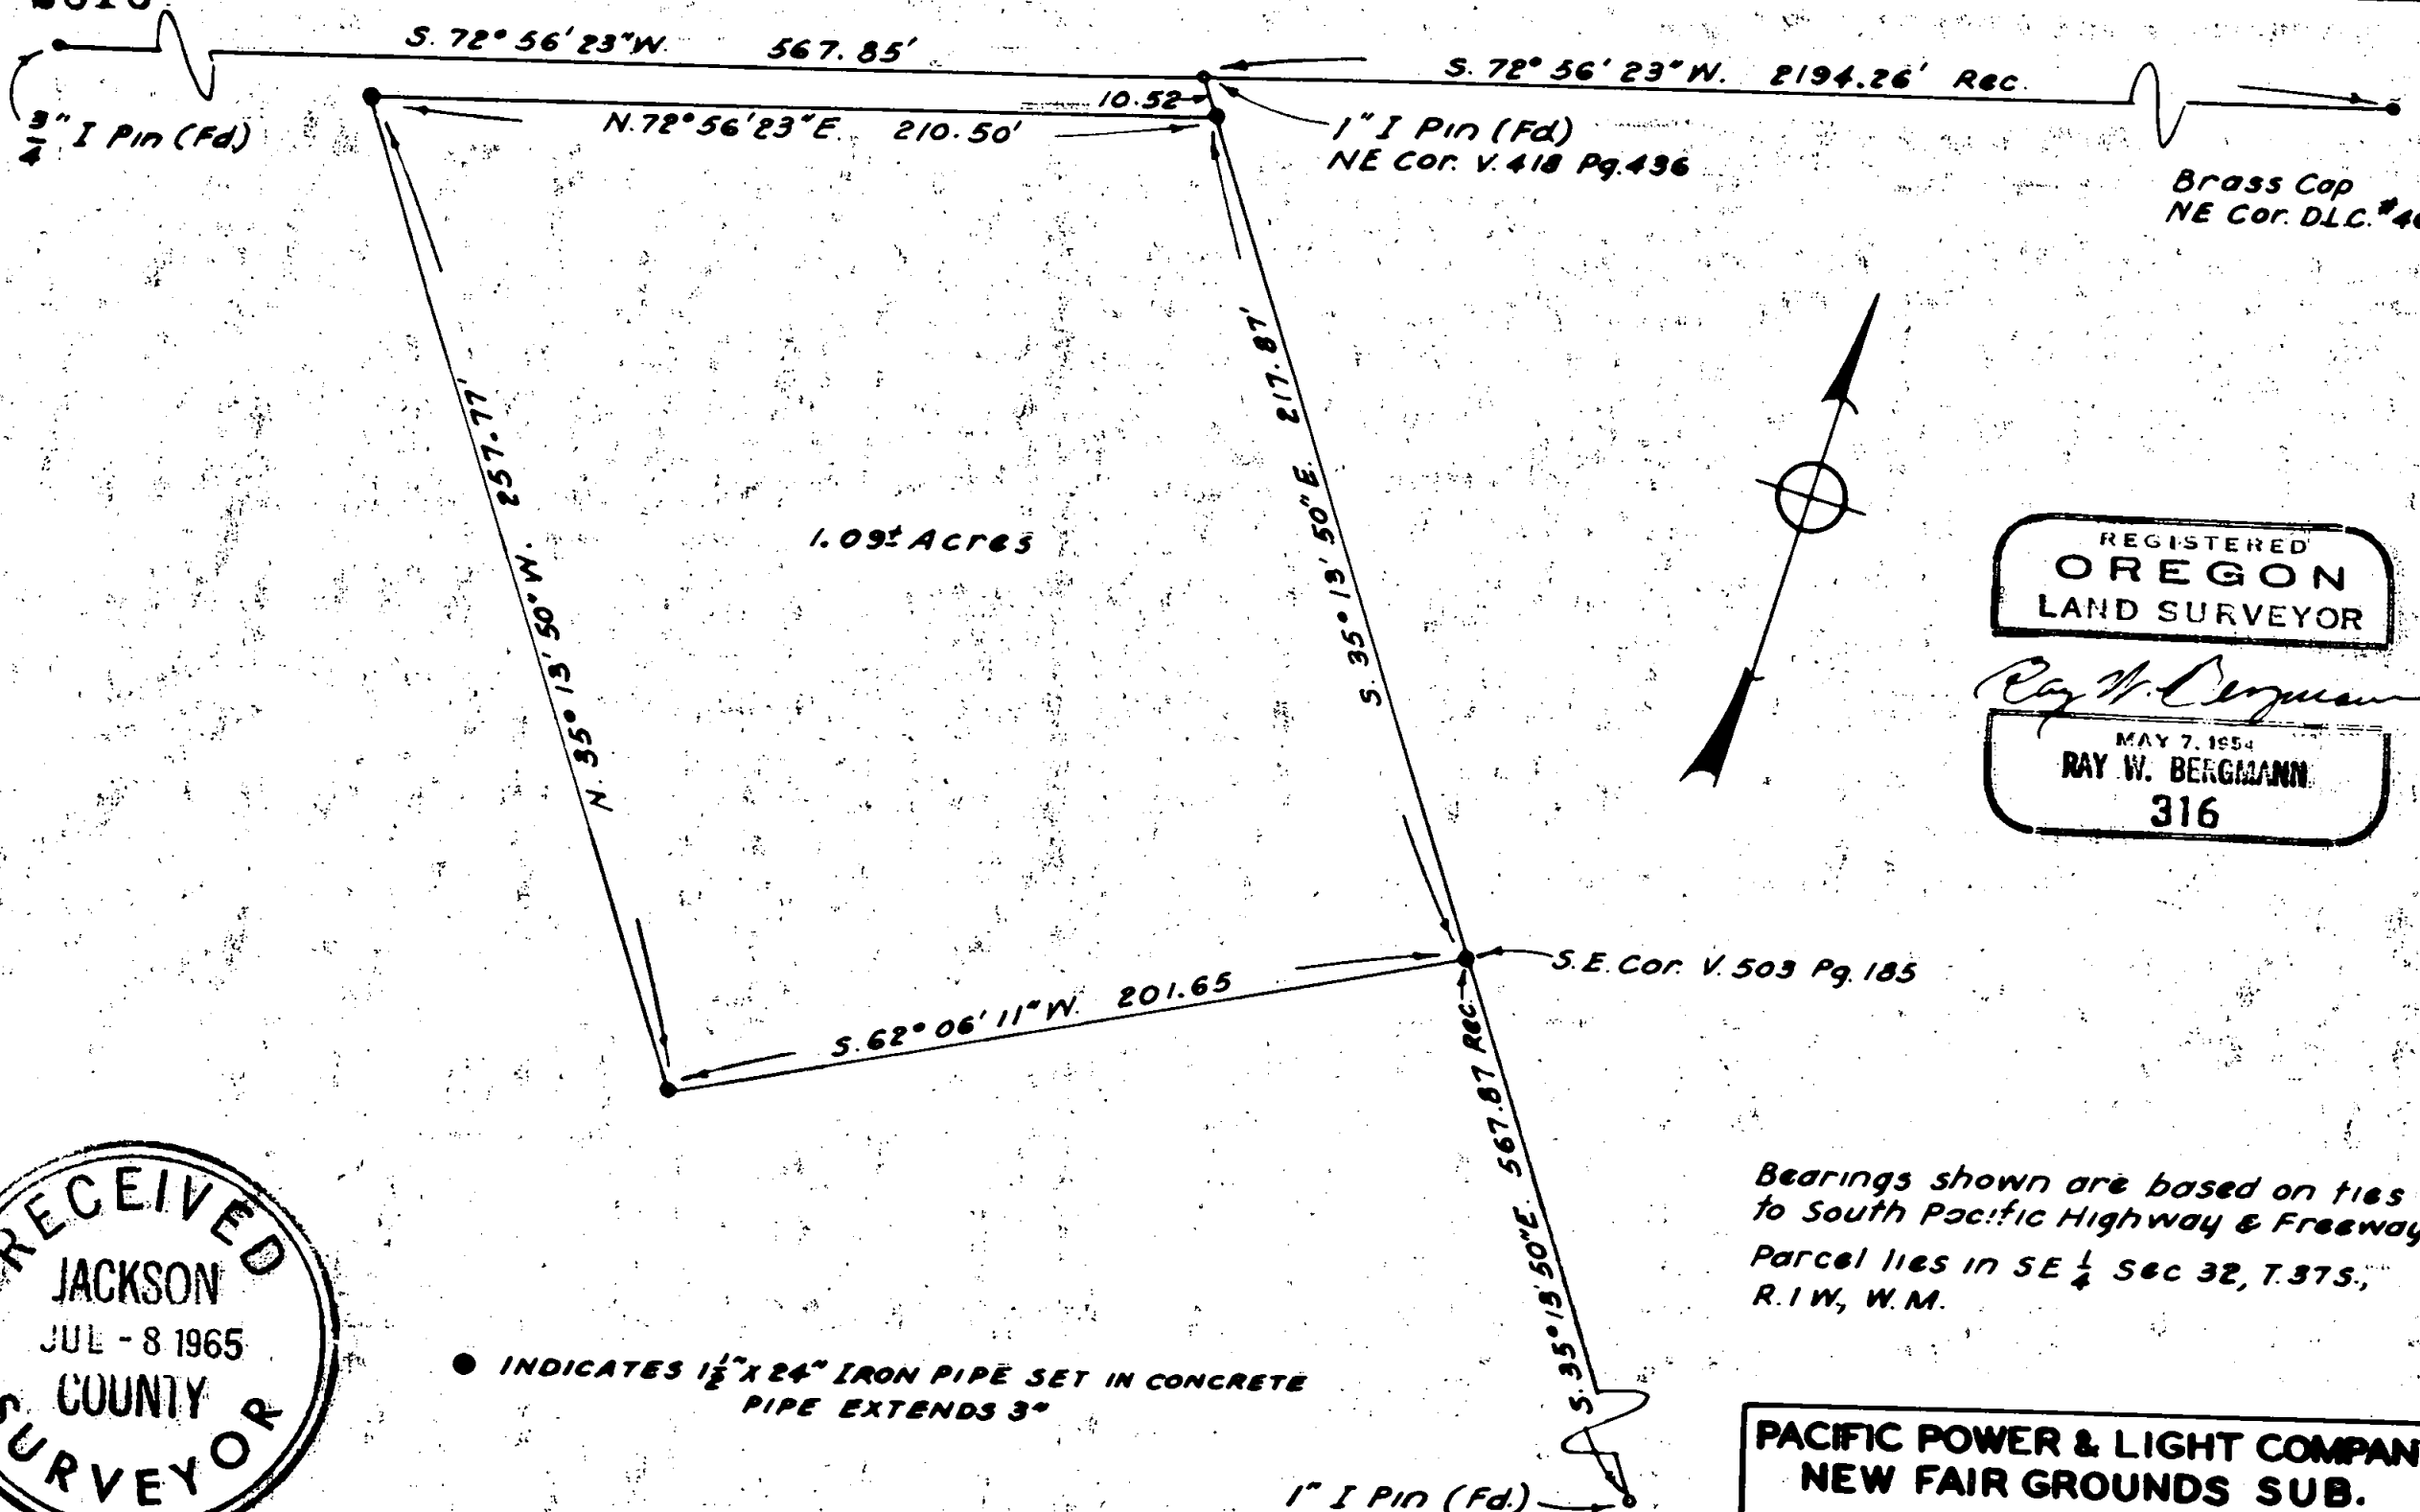 S. 72° 56' 23" W. 567.85'
S. 72° 56' 23" W. 2194.26' Rec.
3/4" I Pin (Fd)
10.52
N. 72° 56' 23" E. 210.50'
1" I Pin (Fd)
NE Cor. V. 418 Pg. 436
Brass Cap
NE Cor. D.L.C. #
N. 35° 13' 50" W. 257.77'
S. 35° 13' 50" E. 217.87'
1.09± Acres
REGISTERED
OREGON
LAND SURVEYOR
Ray W. Bergmann
MAY 7, 1954
RAY W. BERGMANN
316
S.E. Cor. V. 503 Pg. 185
S. 62° 06' 11" W. 201.65
S. 35° 13' 50" E. 567.87 Rec.
Bearings shown are based on ties
to South Pacific Highway & Freeway
Parcel lies in SE 1/4 Sec 32, T. 37 S.,
R. 1 W., W. M.
RECEIVED
JACKSON
JUL - 8 1965
COUNTY
SURVEYOR
● INDICATES 1 1/2" X 24" IRON PIPE SET IN CONCRETE
PIPE EXTENDS 3"
1" I Pin (Fd.)
PACIFIC POWER & LIGHT COMPAN
NEW FAIR GROUNDS SUB.